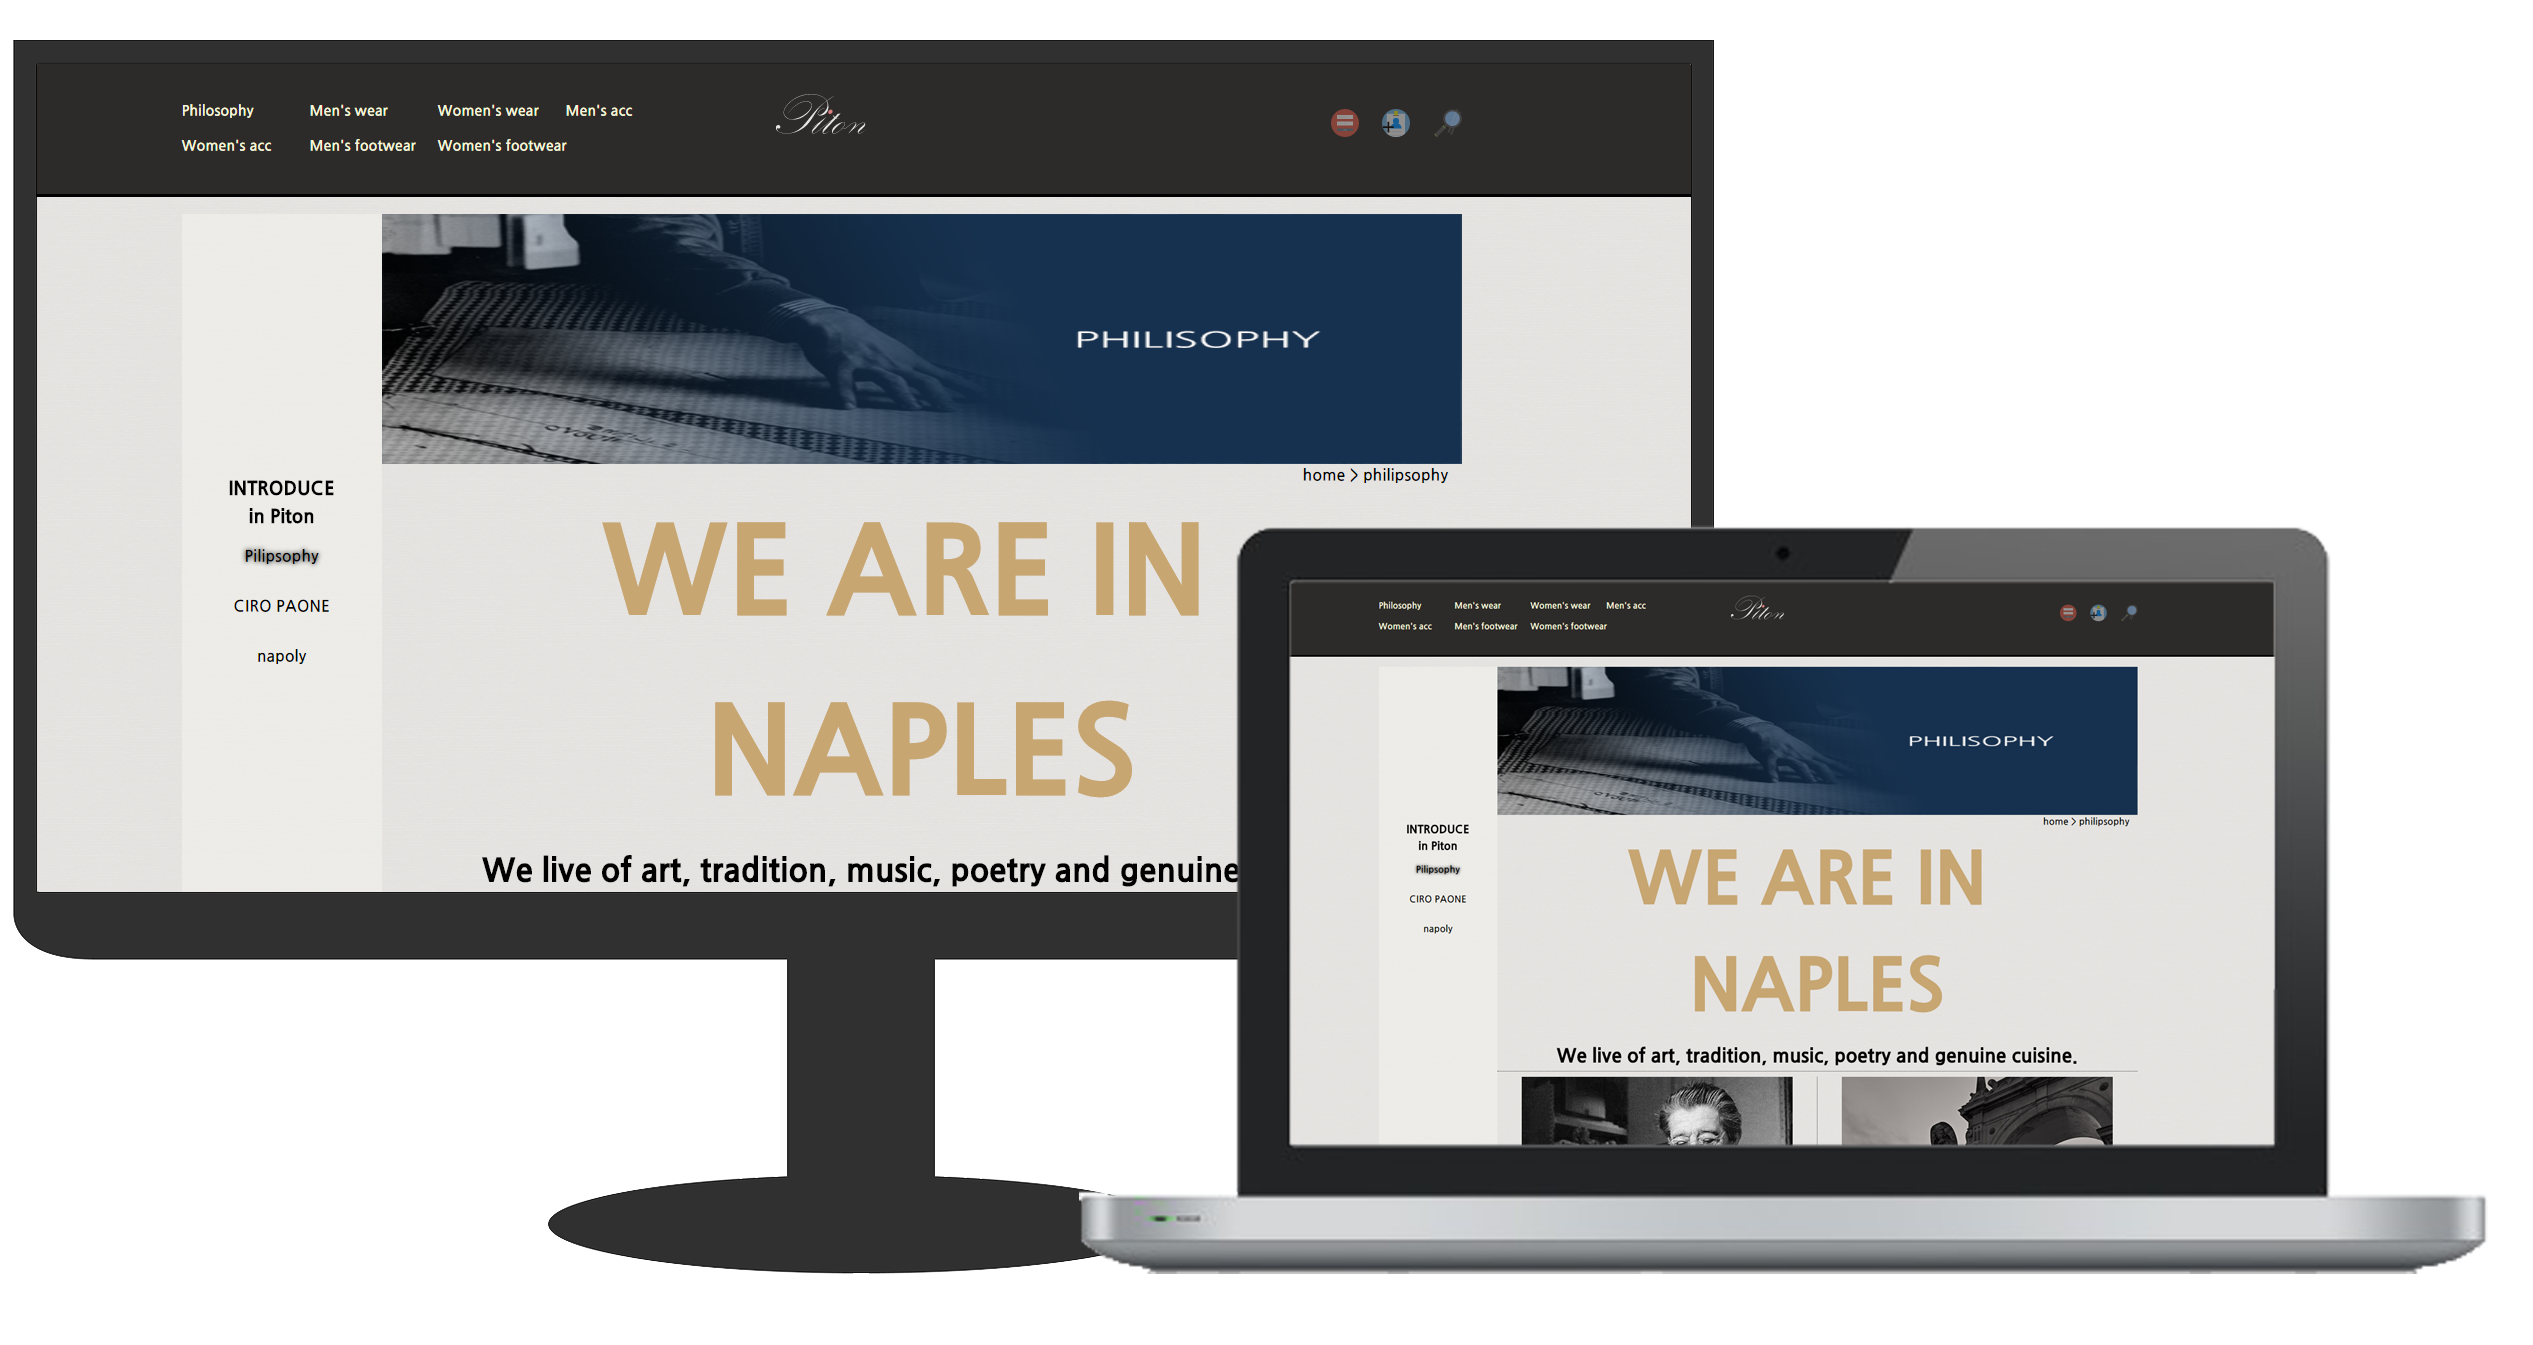 Philosophy Men's wear Women's wear Men's acc
Women's acc Men's footwear Women's footwear
Piton
PHILISOPHY
home > philipsophy
INTRODUCE
in Piton
Pilipsophy
CIRO PAONE
napoly
WE ARE IN
NAPLES
We live of art, tradition, music, poetry and genuine
Philosophy Men's wear Women's wear Men's acc
Women's acc Men's footwear Women's footwear
Piton
PHILISOPHY
home > philipsophy
INTRODUCE
in Piton
Pilipsophy
CIRO PAONE
napoly
WE ARE IN
NAPLES
We live of art, tradition, music, poetry and genuine cuisine.